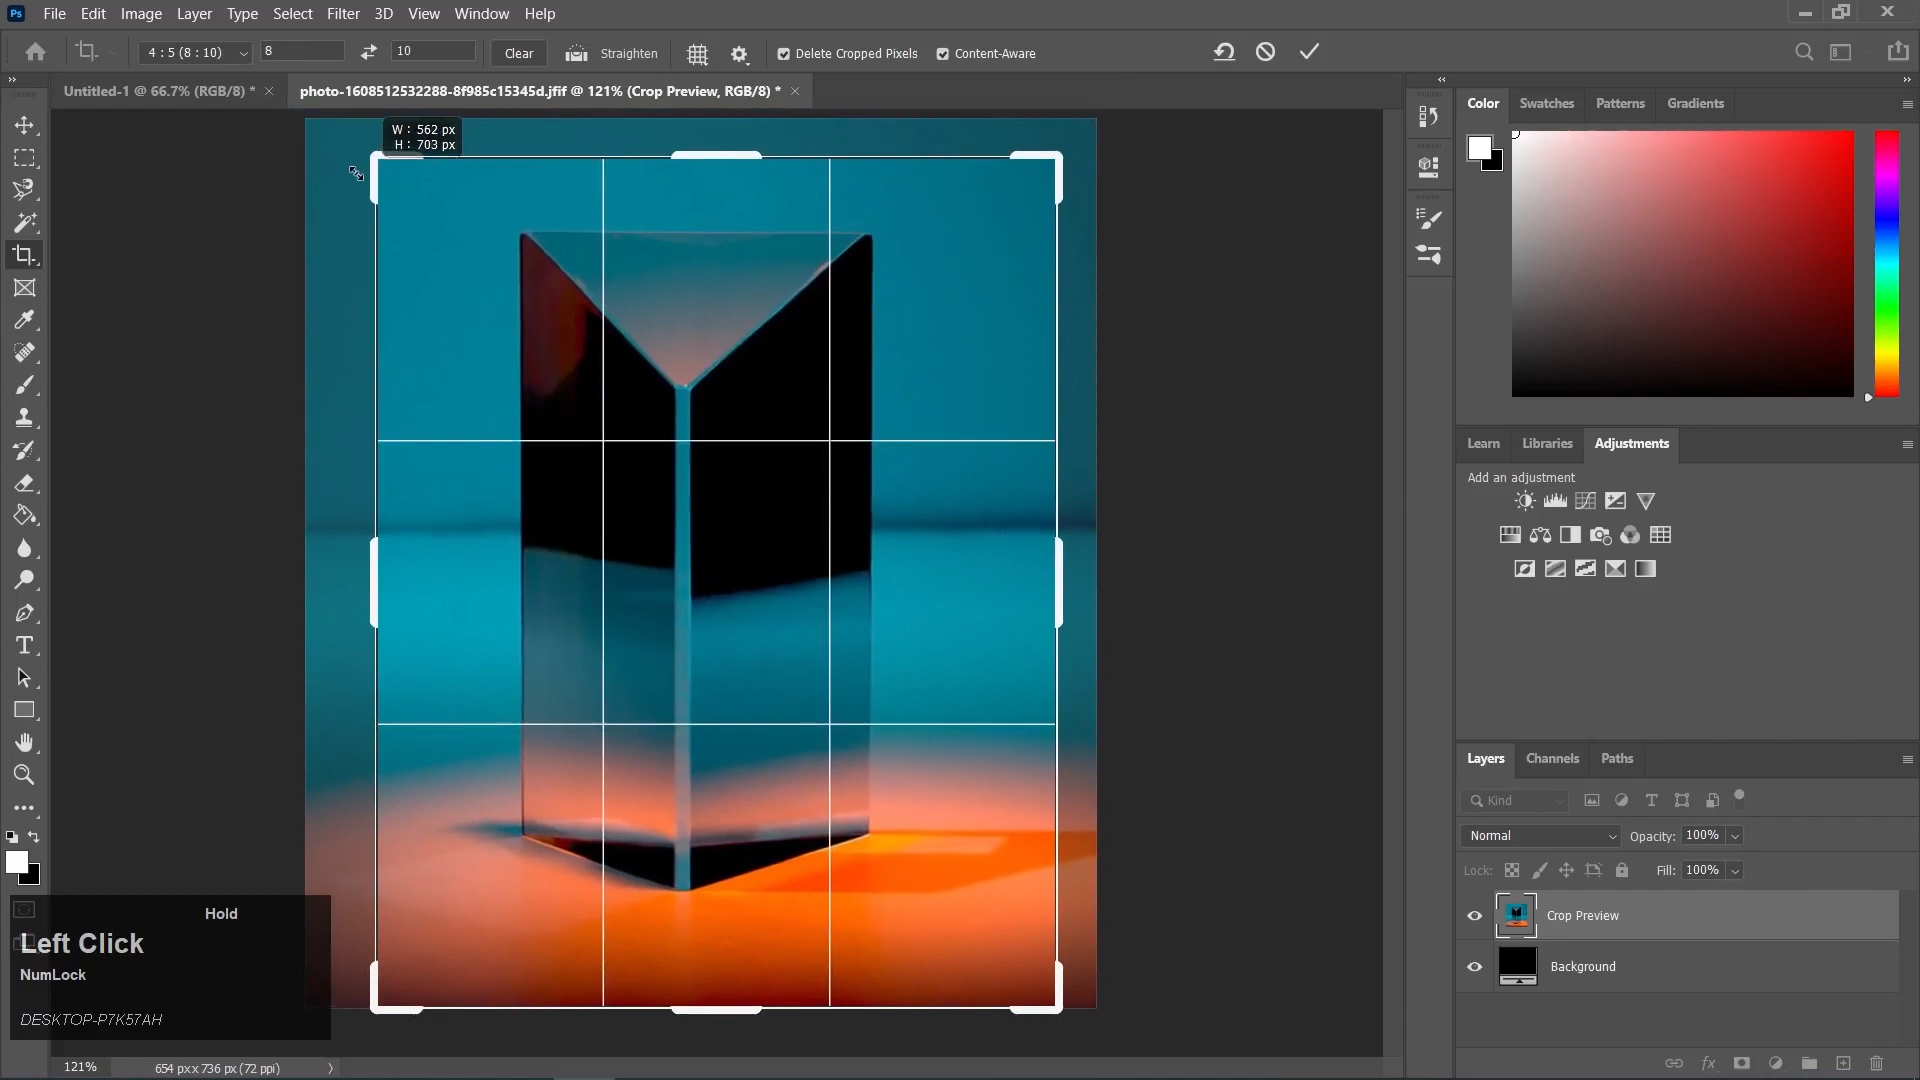 Ps File Edit Image Layer Type Select Filter 3D View Window Help
4 : 5 (8 : 10) 8 10 Clear Straighten Delete Cropped Pixels Content-Aware
Untitled-1 @ 66.7% (RGB/8) * photo-1608512532288-8f985c15345d.jfif @ 121% (Crop Preview, RGB/8) *
Color Swatches Patterns Gradients
W : 562 px
H : 703 px
Learn Libraries Adjustments
Add an adjustment
Layers Channels Paths
Kind
Normal Opacity: 100%
Lock: Fill: 100%
Crop Preview
Background
Hold
Left Click
NumLock
DESKTOP-P7K57AH
121% 654 px x 736 px (72 ppi)
fx